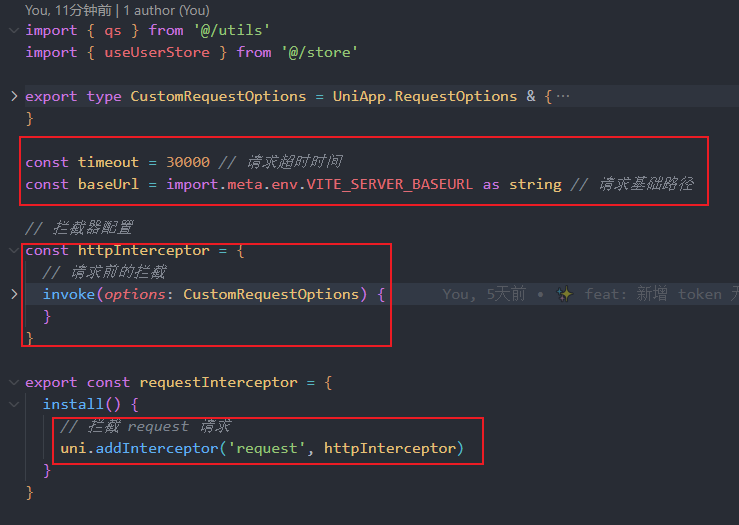 You, 11分钟前 | 1 author (You)
import { qs } from '@/utils'
import { useUserStore } from '@/store'
export type CustomRequestOptions = UniApp.RequestOptions & {…
}
const timeout = 30000 // 请求超时时间
const baseUrl = import.meta.env.VITE_SERVER_BASEURL as string // 请求基础路径
// 拦截器配置
const httpInterceptor = {
// 请求前的拦截
invoke(options: CustomRequestOptions) { You, 5天前 • ✨ feat: 新增 token
}
}
export const requestInterceptor = {
install() {
// 拦截 request 请求
uni.addInterceptor('request', httpInterceptor)
}
}